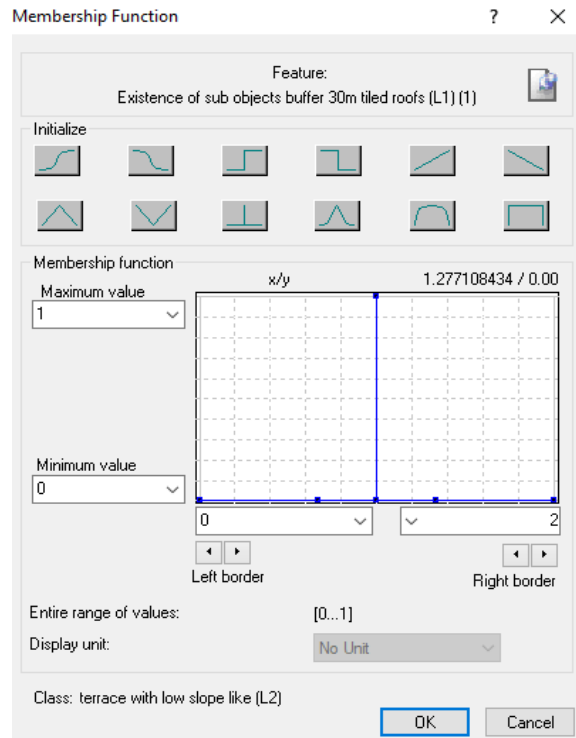 Membership Function ? ×
Feature:
Existence of sub objects buffer 30m tiled roofs (L1) (1)
Initialize
Membership function
x/y 1.277108434 / 0.00
Maximum value
1
Minimum value
0
0 2
Left border Right border
Entire range of values: [0...1]
Display unit: No Unit
Class: terrace with low slope like (L2)
OK Cancel